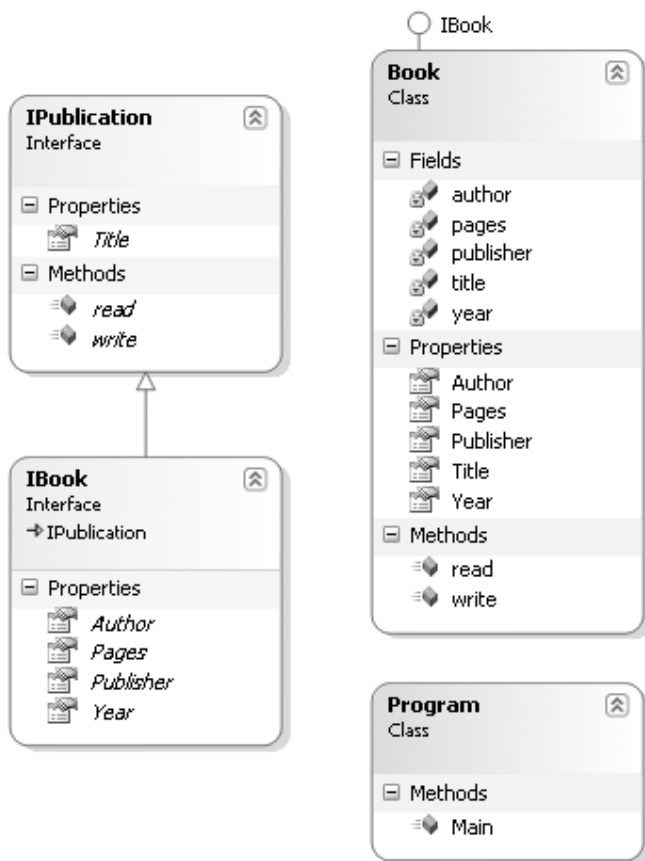 IPublication
Interface
Properties
Title
Methods
read
write
IBook
Interface
IPublication
Properties
Author
Pages
Publisher
Year
IBook
Book
Class
Fields
author
pages
publisher
title
year
Properties
Author
Pages
Publisher
Title
Year
Methods
read
write
Program
Class
Methods
Main